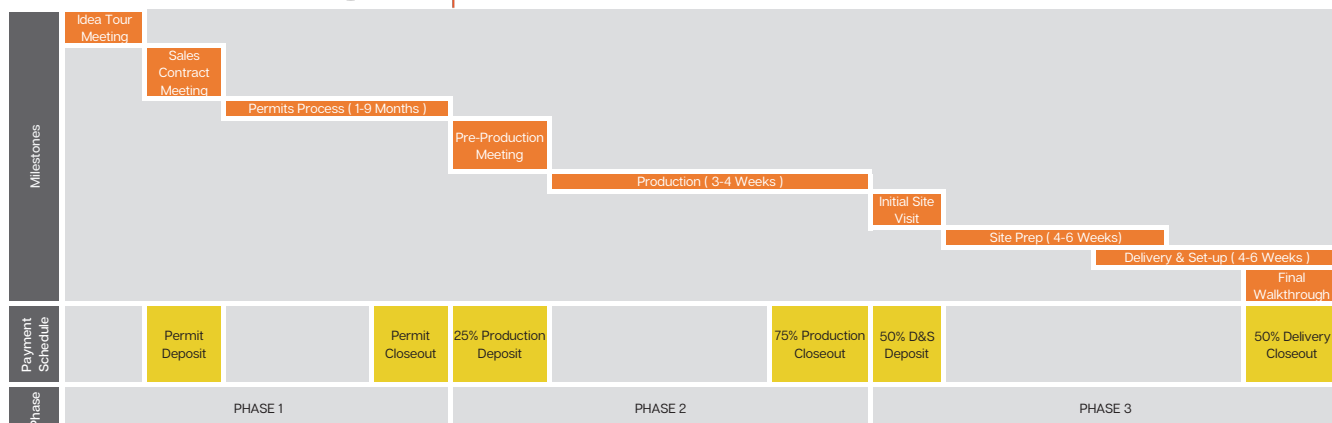 Idea Tour
Meeting
Sales
Contract
Meeting
Permits Process ( 1-9 Months )
Pre-Production
Meeting
Production ( 3-4 Weeks )
Initial Site
Visit
Site Prep ( 4-6 Weeks)
Delivery & Set-up ( 4-6 Weeks )
Final
Walkthrough
Milestones
Payment
Schedule
Permit
Deposit
Permit
Closeout
25% Production
Deposit
75% Production
Closeout
50% D&S
Deposit
50% Delivery
Closeout
Phase
PHASE 1
PHASE 2
PHASE 3